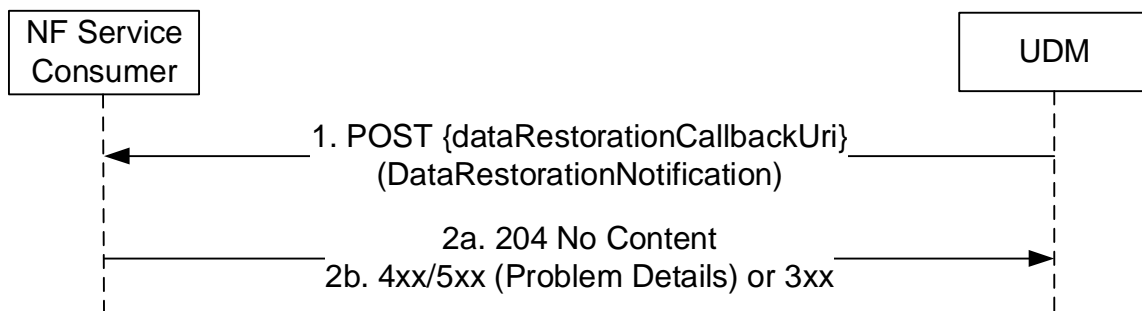 NF Service
Consumer
UDM
1. POST {dataRestorationCallbackUri}
(DataRestorationNotification)
2a. 204 No Content
2b. 4xx/5xx (Problem Details) or 3xx